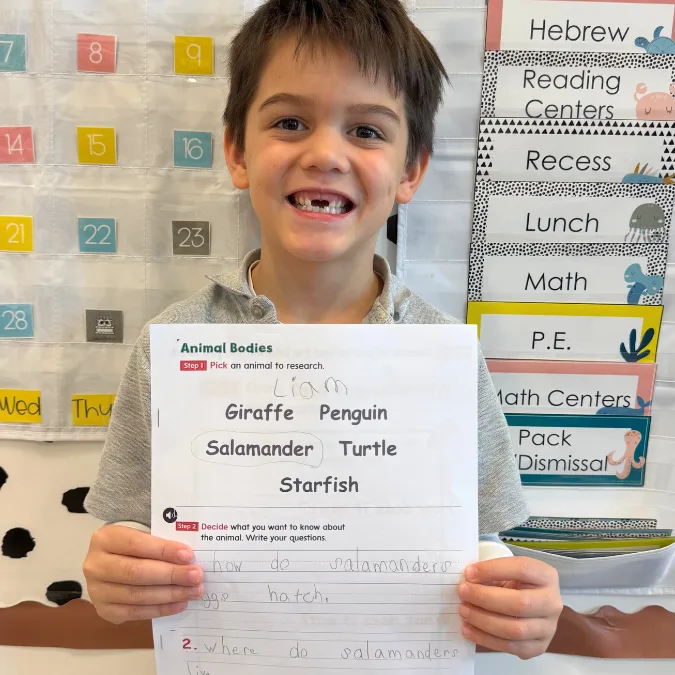 7
8
9
14
15
16
21
22
23
28
Wed
Thu
Hebrew
Reading
Centers
Recess
Lunch
Math
P.E.
Math Centers
Pack
Dismissal
Animal Bodies
Step 1 Pick an animal to research.
Liam
Giraffe Penguin
Salamander Turtle
Starfish
Step 2 Decide what you want to know about
the animal. Write your questions.
how do salamanders
hatch.
2. where do salamanders
live